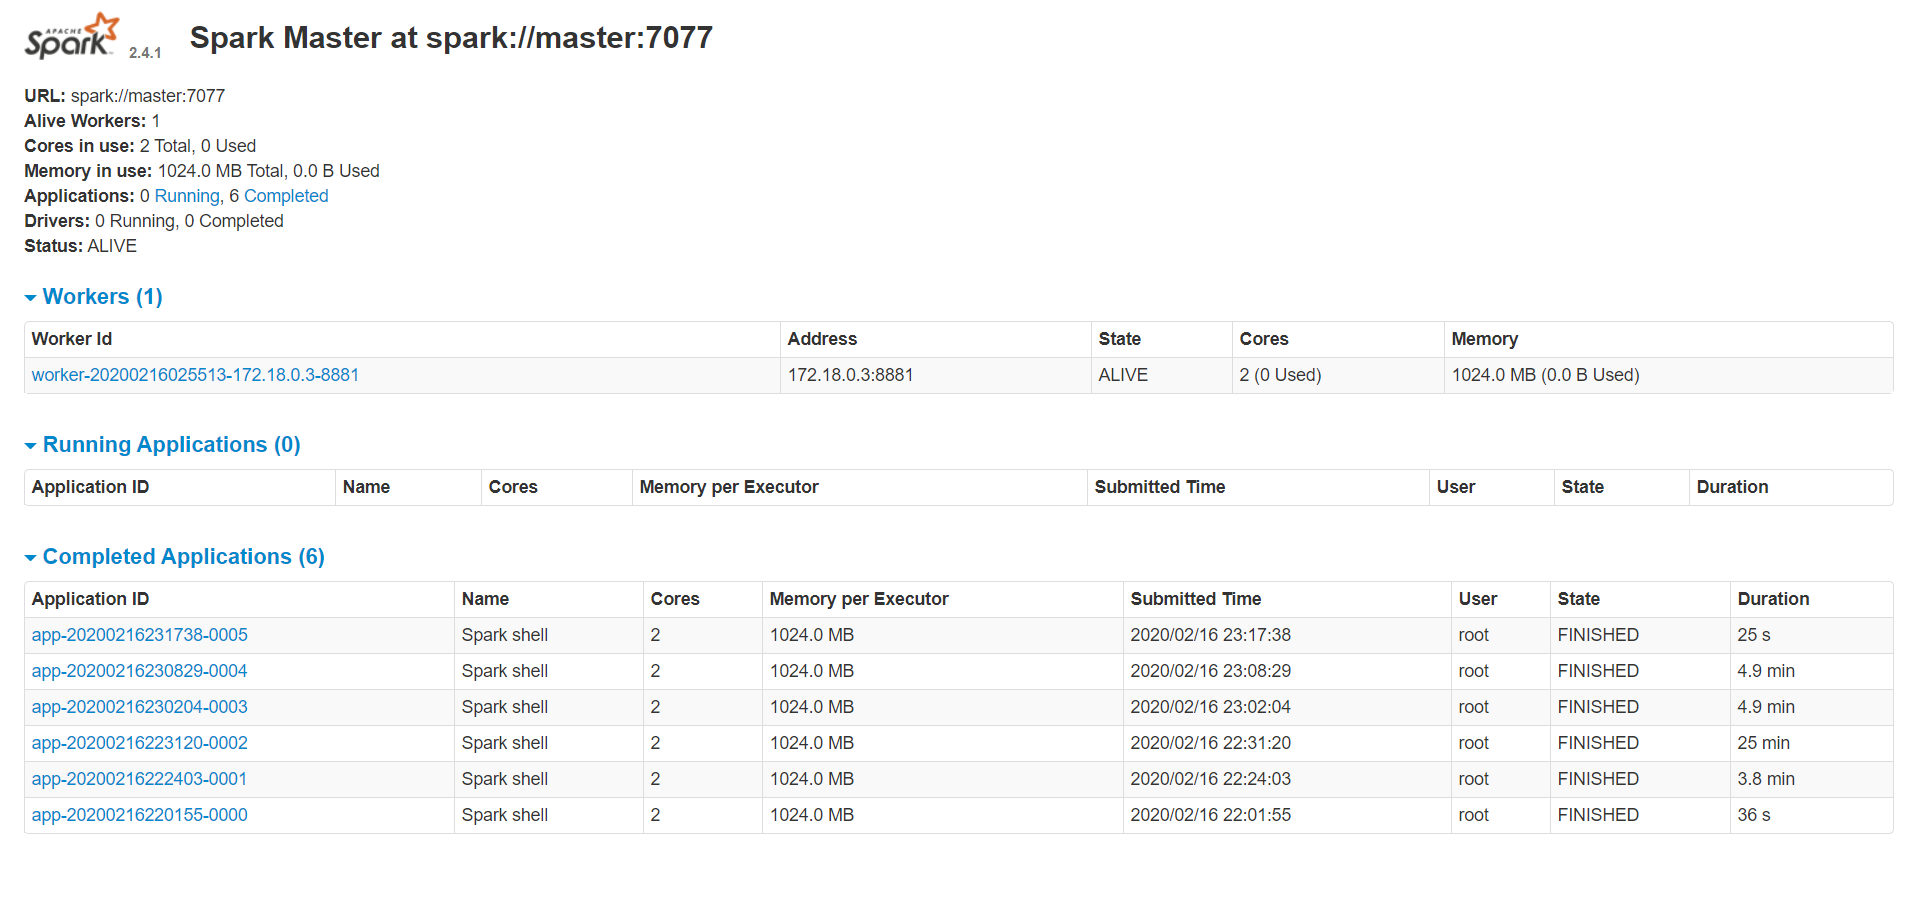 APACHE
Spark 2.4.1 Spark Master at spark://master:7077
URL: spark://master:7077
Alive Workers: 1
Cores in use: 2 Total, 0 Used
Memory in use: 1024.0 MB Total, 0.0 B Used
Applications: 0 Running, 6 Completed
Drivers: 0 Running, 0 Completed
Status: ALIVE
Workers (1)
Worker Id Address State Cores Memory
worker-20200216025513-172.18.0.3-8881 172.18.0.3:8881 ALIVE 2 (0 Used) 1024.0 MB (0.0 B Used)
Running Applications (0)
Application ID Name Cores Memory per Executor Submitted Time User State Duration
Completed Applications (6)
Application ID Name Cores Memory per Executor Submitted Time User State Duration
app-20200216231738-0005 Spark shell 2 1024.0 MB 2020/02/16 23:17:38 root FINISHED 25 s
app-20200216230829-0004 Spark shell 2 1024.0 MB 2020/02/16 23:08:29 root FINISHED 4.9 min
app-20200216230204-0003 Spark shell 2 1024.0 MB 2020/02/16 23:02:04 root FINISHED 4.9 min
app-20200216223120-0002 Spark shell 2 1024.0 MB 2020/02/16 22:31:20 root FINISHED 25 min
app-20200216222403-0001 Spark shell 2 1024.0 MB 2020/02/16 22:24:03 root FINISHED 3.8 min
app-20200216220155-0000 Spark shell 2 1024.0 MB 2020/02/16 22:01:55 root FINISHED 36 s